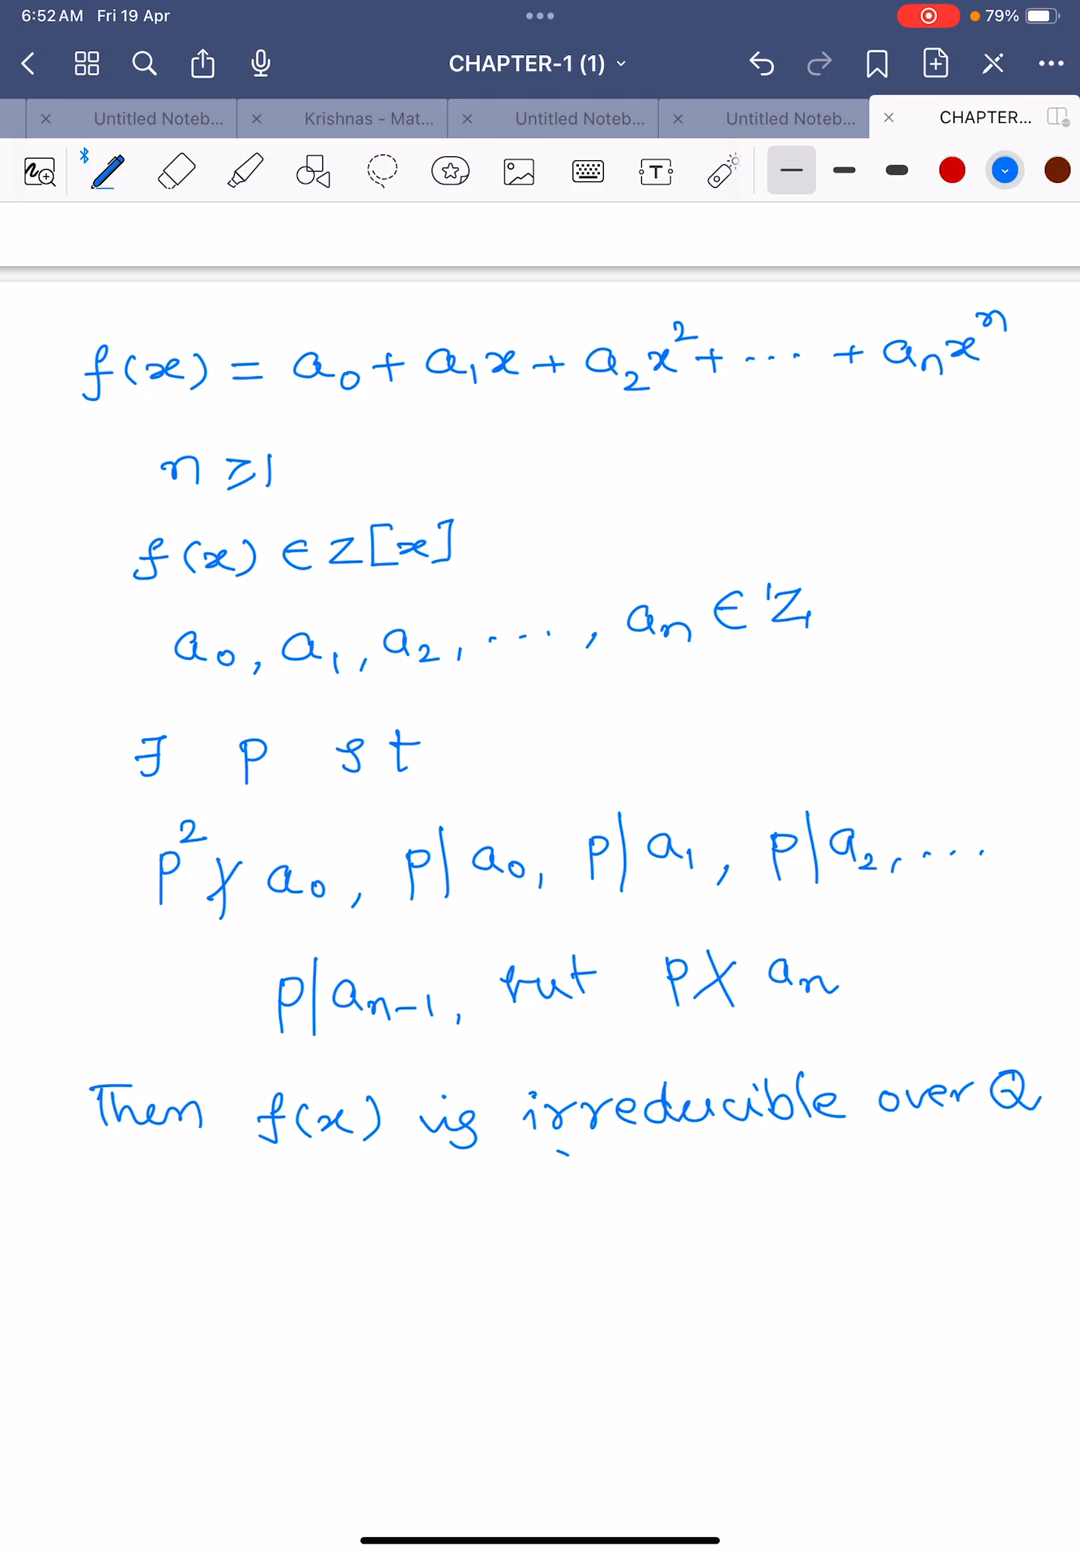 6:52 AM Fri 19 Apr 79%
CHAPTER-1 (1)
Untitled Noteb... Krishnas - Mat... Untitled Noteb... Untitled Noteb... CHAPTER...
T
f(x) = a₀ + a₁x + a₂x² + ... + aₙxⁿ
n ≥ 1
f(x) ∈ Z[x]
a₀, a₁, a₂, ..., aₙ ∈ Z
∃ p st
p² ∤ a₀, p | a₀, p | a₁, p | a₂, ...
p | aₙ₋₁, but p ∤ aₙ
Then f(x) is irreducible over Q